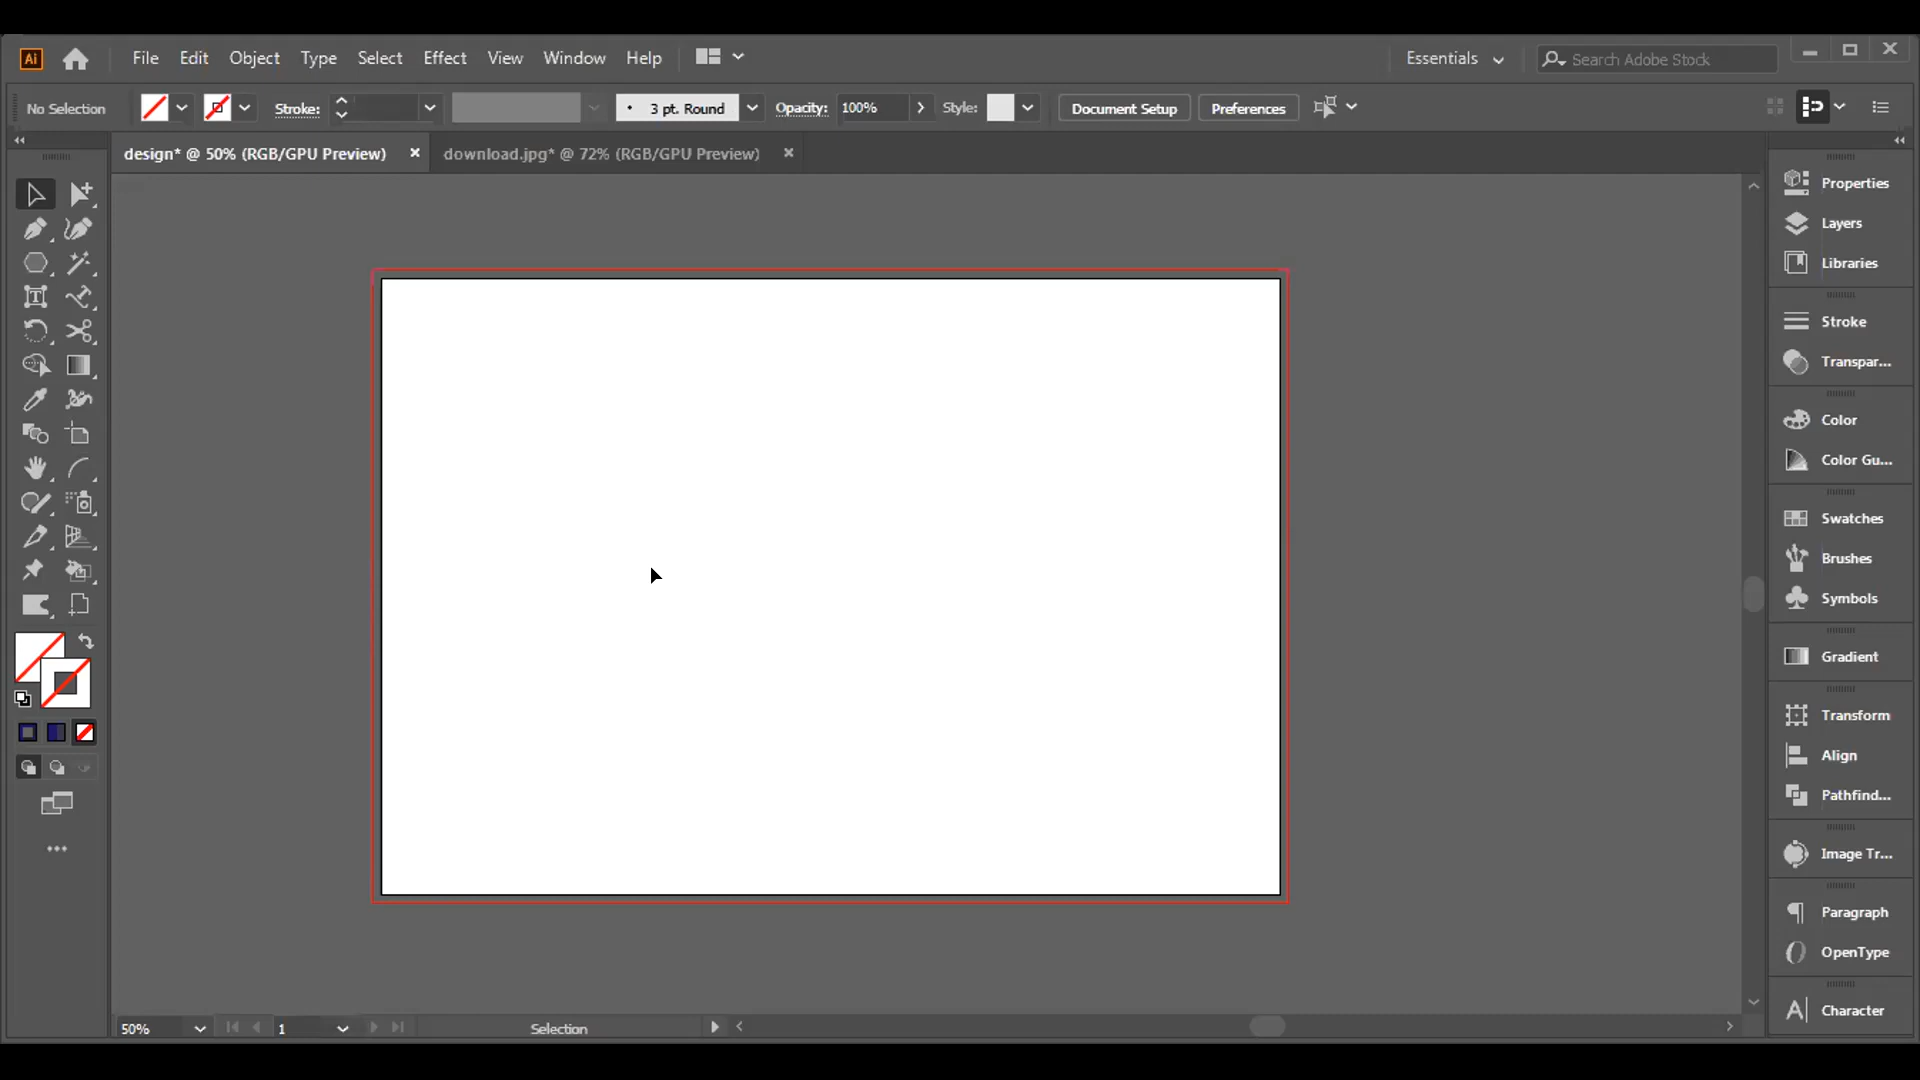 Ai File Edit Object Type Select Effect View Window Help Essentials Search Adobe Stock
No Selection Stroke: 3 pt. Round Opacity: 100% Style: Document Setup Preferences
design* @ 50% (RGB/GPU Preview) × download.jpg* @ 72% (RGB/GPU Preview) ×
Properties
Layers
Libraries
Stroke
Transpar...
Color
Color Gu...
Swatches
Brushes
Symbols
Gradient
Transform
Align
Pathfind...
Image Tr...
Paragraph
OpenType
Character
50% 1 Selection